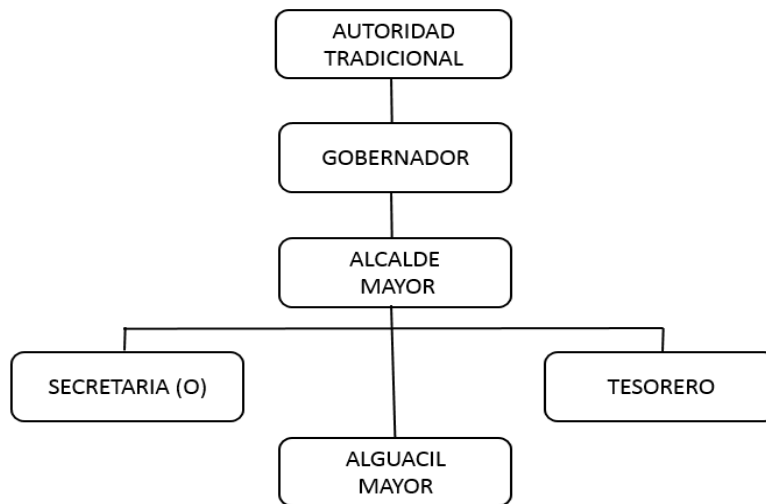 AUTORIDAD
TRADICIONAL
GOBERNADOR
ALCALDE
MAYOR
SECRETARIA (O)
TESORERO
ALGUACIL
MAYOR